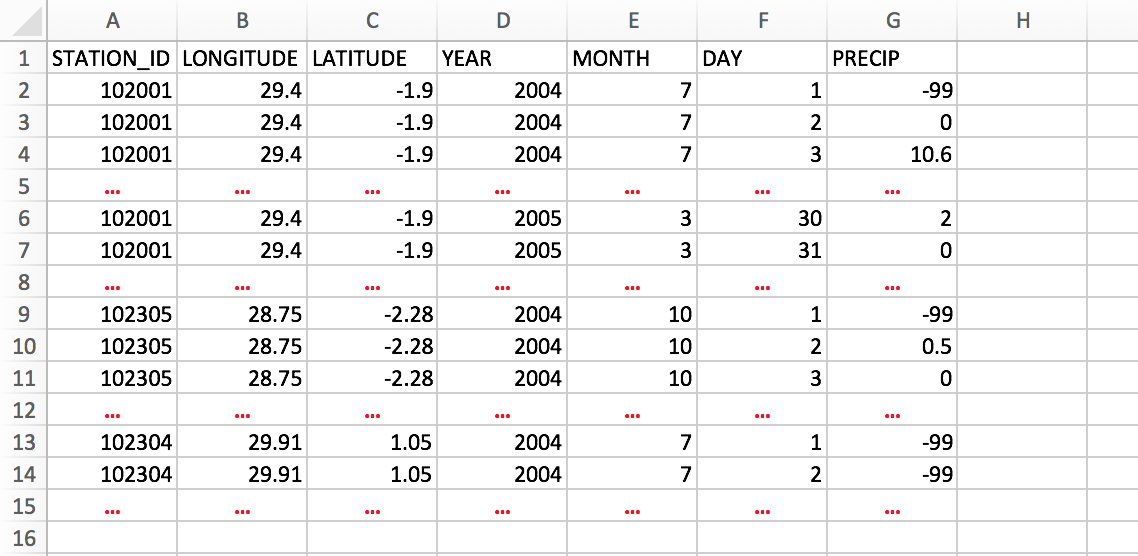 A B C D E F G H
1 STATION_ID LONGITUDE LATITUDE YEAR MONTH DAY PRECIP
2 102001 29.4 -1.9 2004 7 1 -99
3 102001 29.4 -1.9 2004 7 2 0
4 102001 29.4 -1.9 2004 7 3 10.6
5 ... ... ... ... ... ... ...
6 102001 29.4 -1.9 2005 3 30 2
7 102001 29.4 -1.9 2005 3 31 0
8 ... ... ... ... ... ... ...
9 102305 28.75 -2.28 2004 10 1 -99
10 102305 28.75 -2.28 2004 10 2 0.5
11 102305 28.75 -2.28 2004 10 3 0
12 ... ... ... ... ... ... ...
13 102304 29.91 1.05 2004 7 1 -99
14 102304 29.91 1.05 2004 7 2 -99
15 ... ... ... ... ... ... ...
16